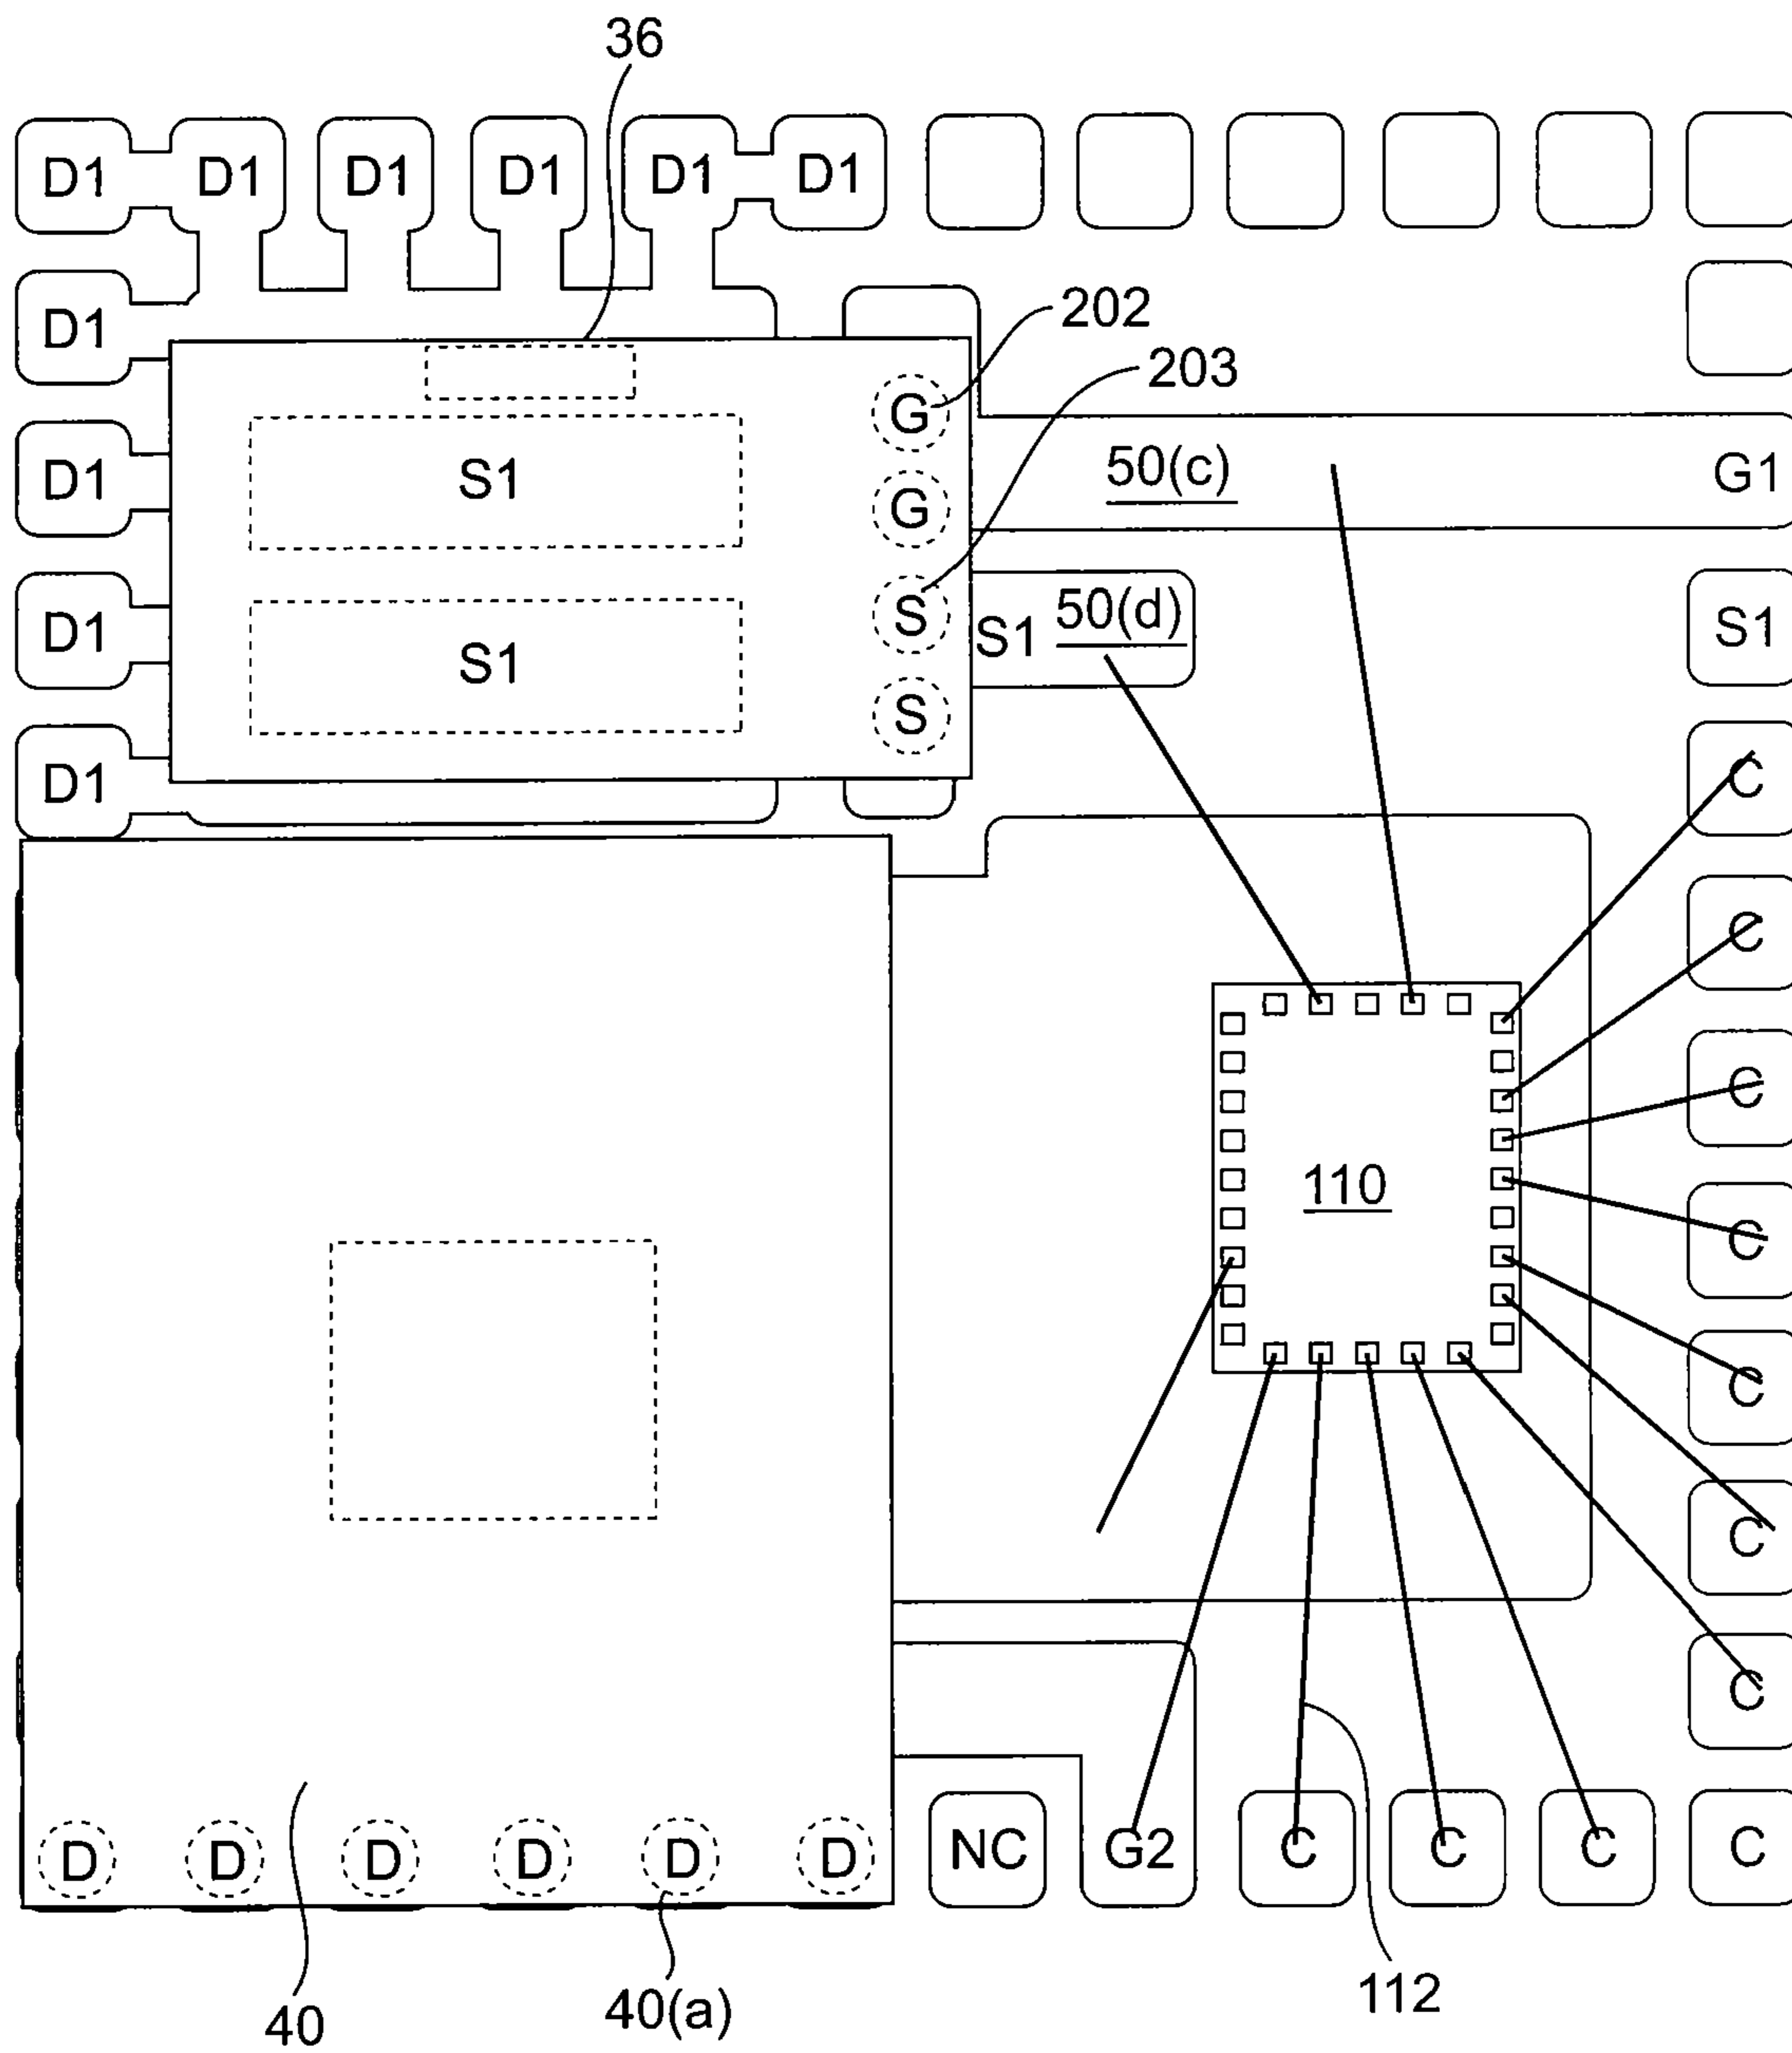 36
D1 D1 D1 D1 D1 D1
D1
202
203
G
D1 S1 50(c) G1
G
D1 S S1 50(d) S1
S1
S
D1 C
C
C
110
C
C
C
C
D D D D D D NC G2 C C C C
40 40(a) 112